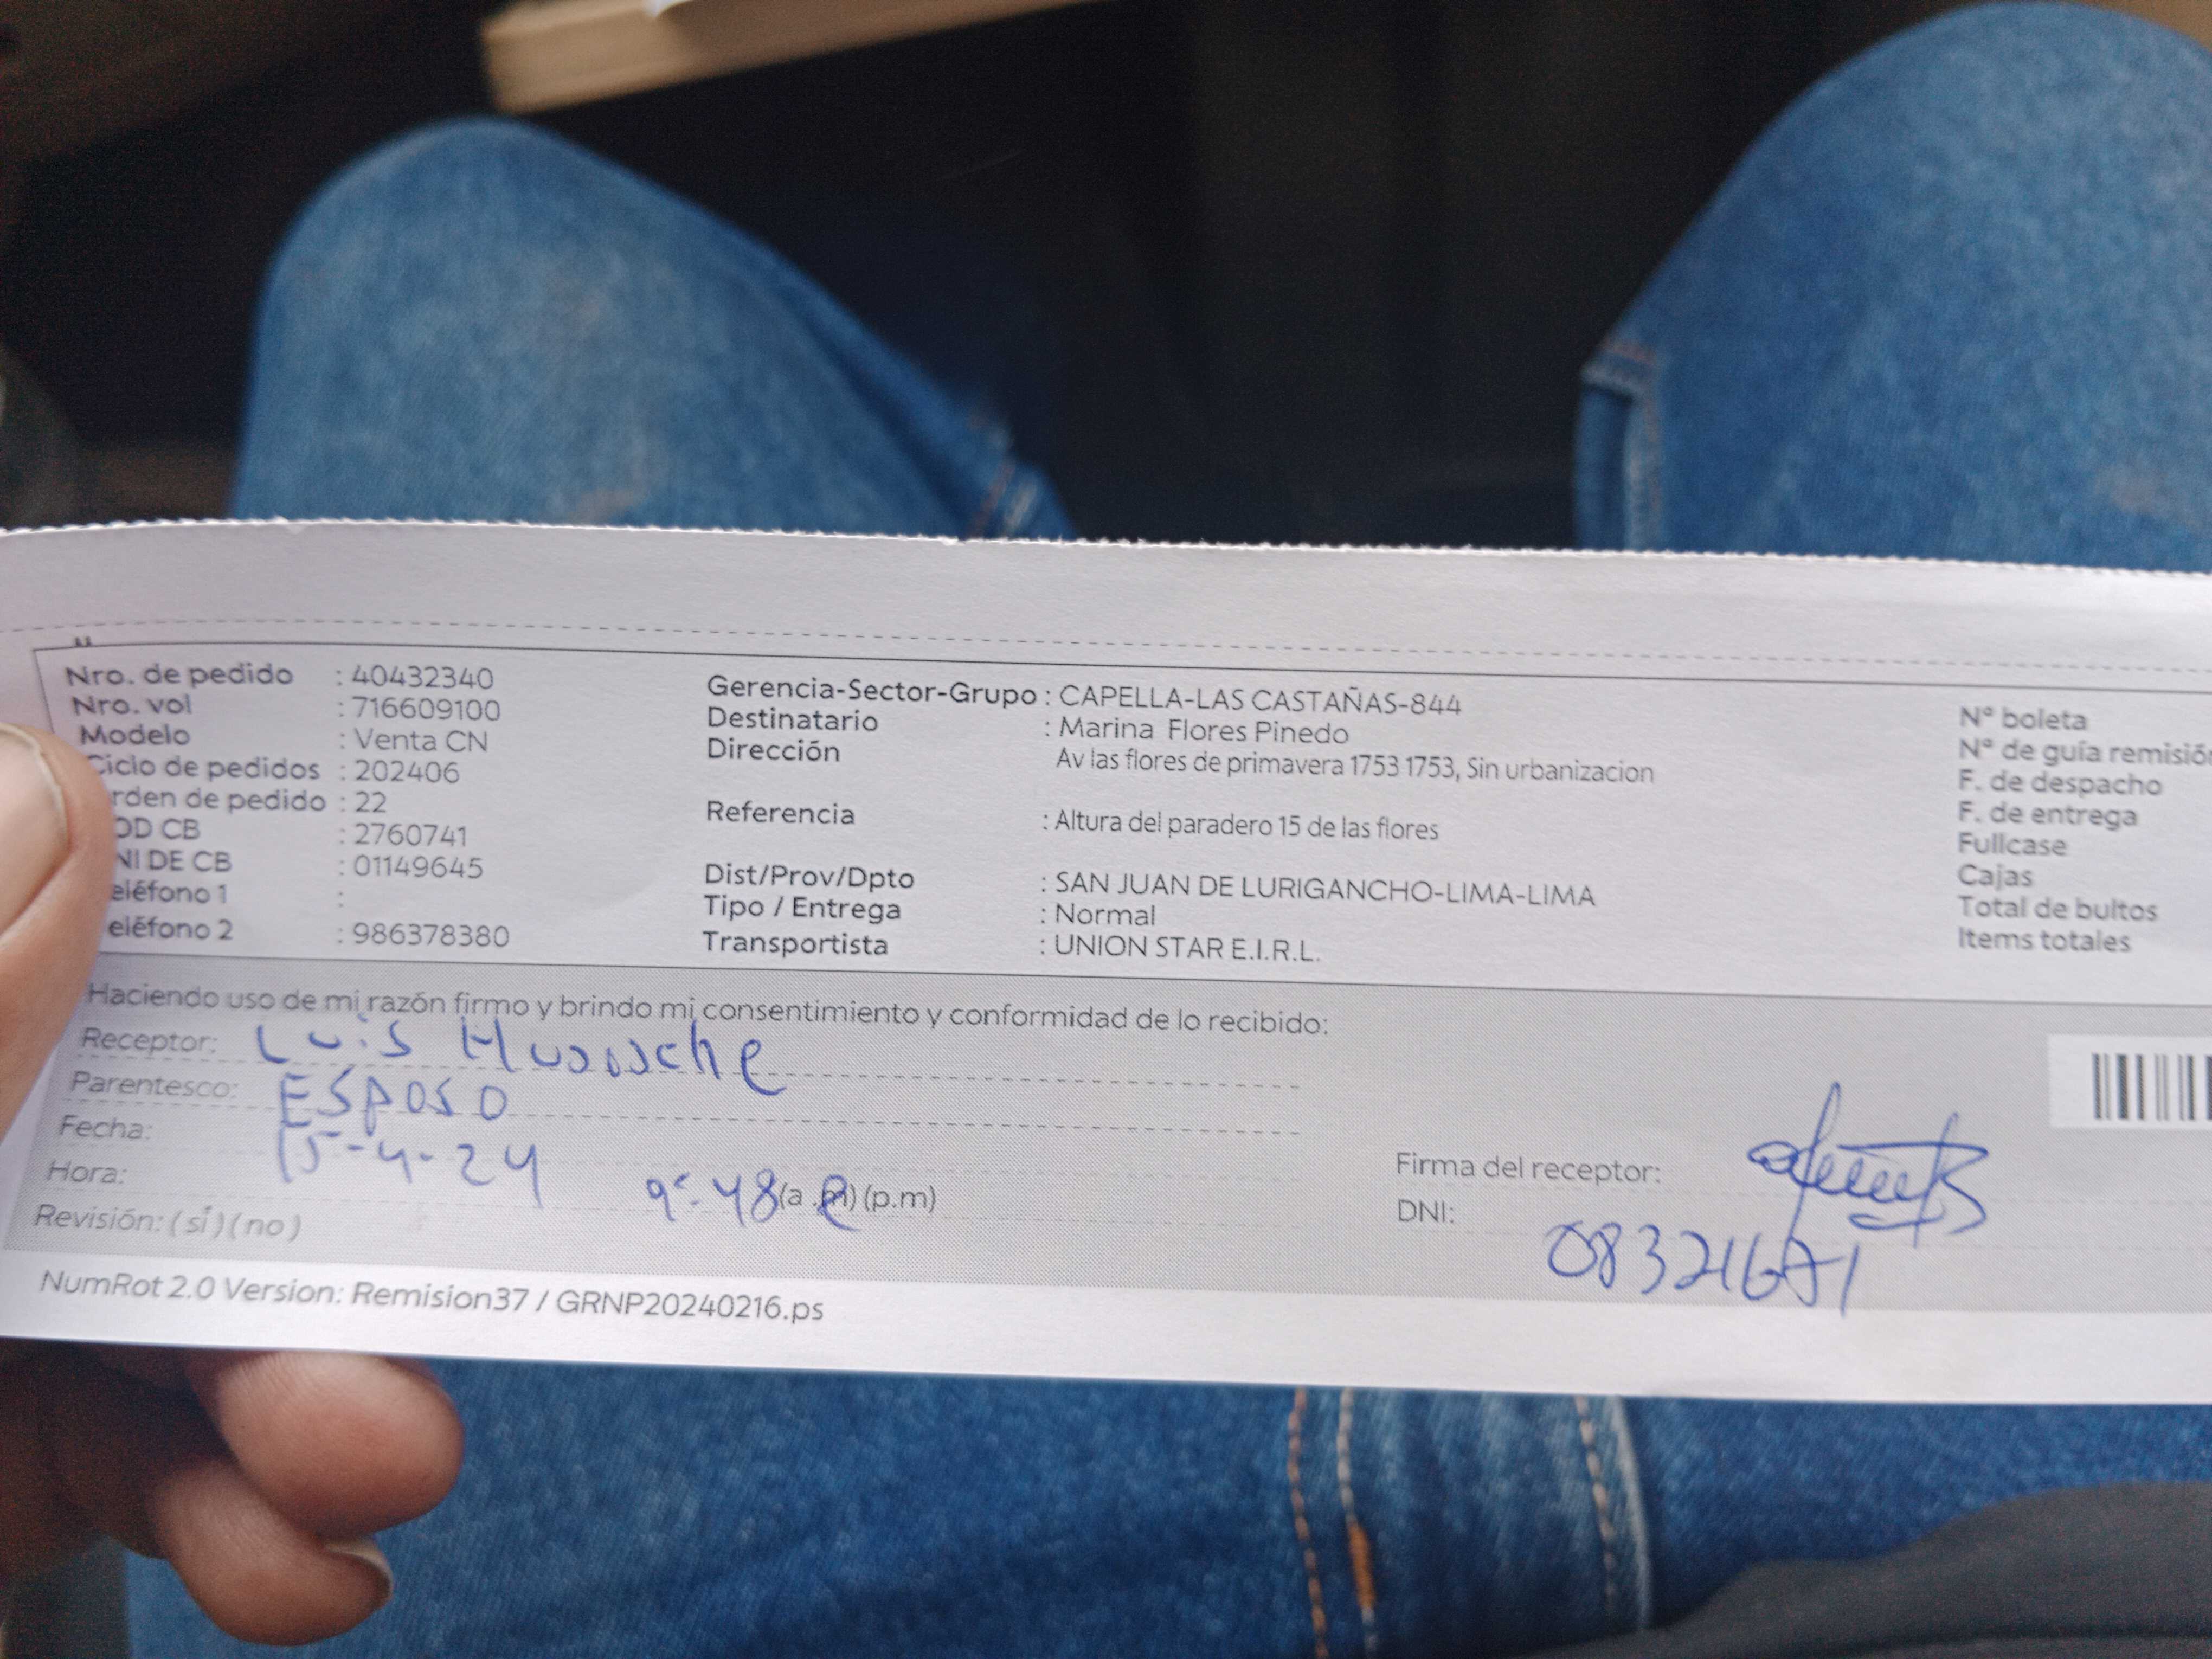 Nro. de pedido : 40432340
Nro. vol : 716609100
Modelo : Venta CN
Ciclo de pedidos : 202406
rden de pedido : 22
OD CB : 2760741
NI DE CB : 01149645
eléfono 1 :
eléfono 2 : 986378380
Gerencia-Sector-Grupo : CAPELLA-LAS CASTAÑAS-844
Destinatario : Marina Flores Pinedo
Dirección Av las flores de primavera 1753 1753, Sin urbanizacion
Referencia : Altura del paradero 15 de las flores
Dist/Prov/Dpto : SAN JUAN DE LURIGANCHO-LIMA-LIMA
Tipo / Entrega : Normal
Transportista : UNION STAR E.I.R.L.
N° boleta
N° de guía remisión
F. de despacho
F. de entrega
Fullcase
Cajas
Total de bultos
Items totales
Haciendo uso de mi razón firmo y brindo mi consentimiento y conformidad de lo recibido:
Receptor: Luis
Parentesco: ESPOSO
Fecha: 15-4-24
Hora: 9:48 (a.m) (p.m)
Revisión: (sí) (no)
Firma del receptor:
DNI:
NumRot 2.0 Version: Remision37 / GRNP20240216.ps